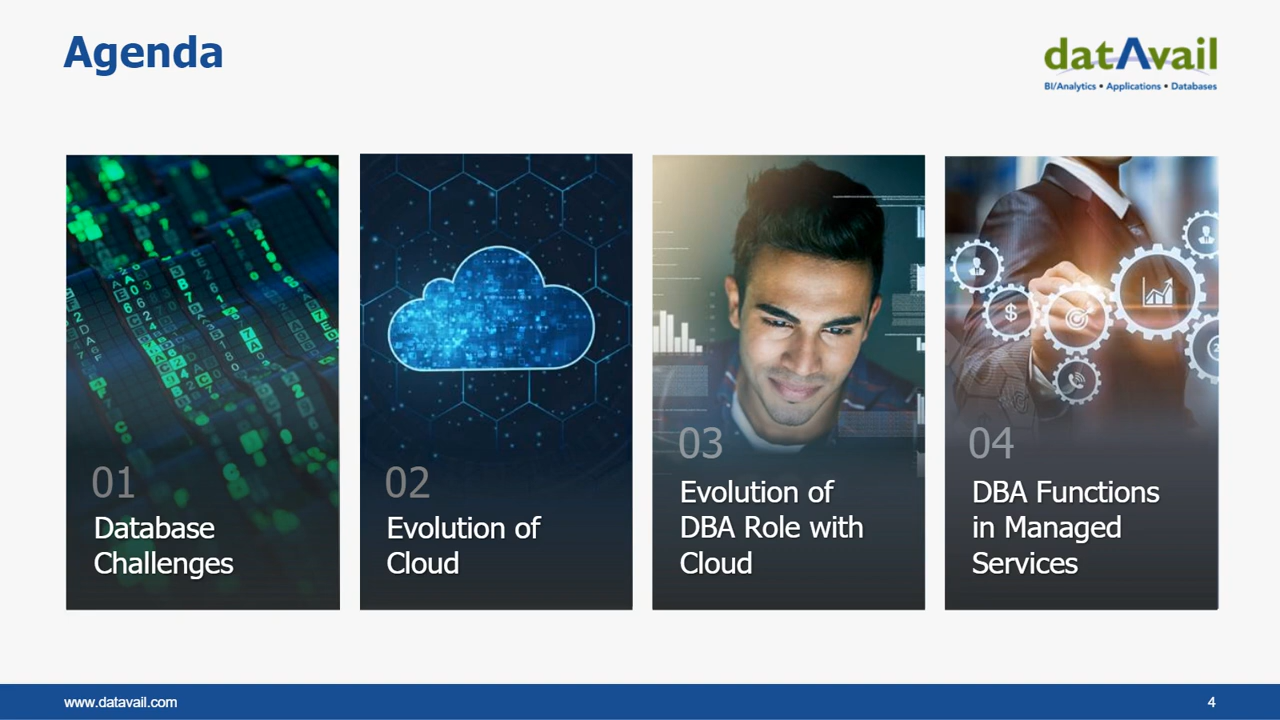 Agenda
datAvail
BI/Analytics • Applications • Databases
01
Database
Challenges
02
Evolution of
Cloud
03
Evolution of
DBA Role with
Cloud
04
DBA Functions
in Managed
Services
www.datavail.com
4